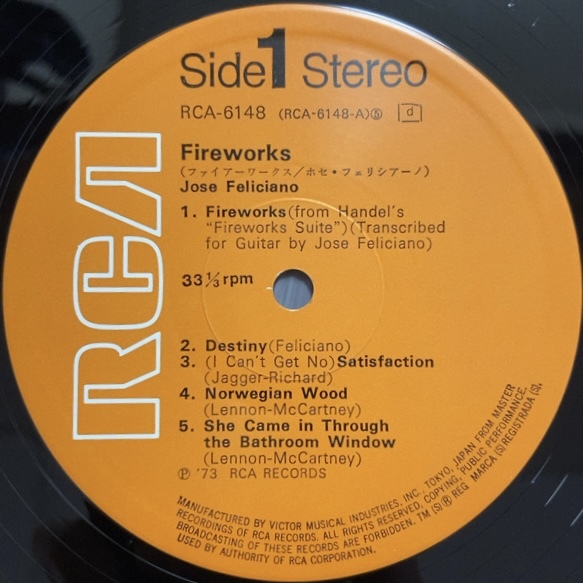 RCA
Side 1 Stereo
RCA-6148 (RCA-6148-A)⑤ d
Fireworks
(ファイアーワークス/ホセ・フェリシアーノ)
Jose Feliciano
1. Fireworks(from Handel's
"Fireworks Suite")(Transcribed
for Guitar by Jose Feliciano)
33⅓rpm
2. Destiny(Feliciano)
3. (I Can't Get No)Satisfaction
(Jagger-Richard)
4. Norwegian Wood
(Lennon-McCartney)
5. She Came in Through
the Bathroom Window
(Lennon-McCartney)
℗ '73 RCA RECORDS
MANUFACTURED BY VICTOR MUSICAL INDUSTRIES, INC. TOKYO, JAPAN FROM MASTER
RECORDINGS OF RCA RECORDS. ALL RIGHTS RESERVED. COPYING, PUBLIC PERFORMANCE,
BROADCASTING OF THESE RECORDS ARE FORBIDDEN. TM (S) ® REG MARCA (S) REGISTRADA (S),
USED BY AUTHORITY OF RCA CORPORATION.